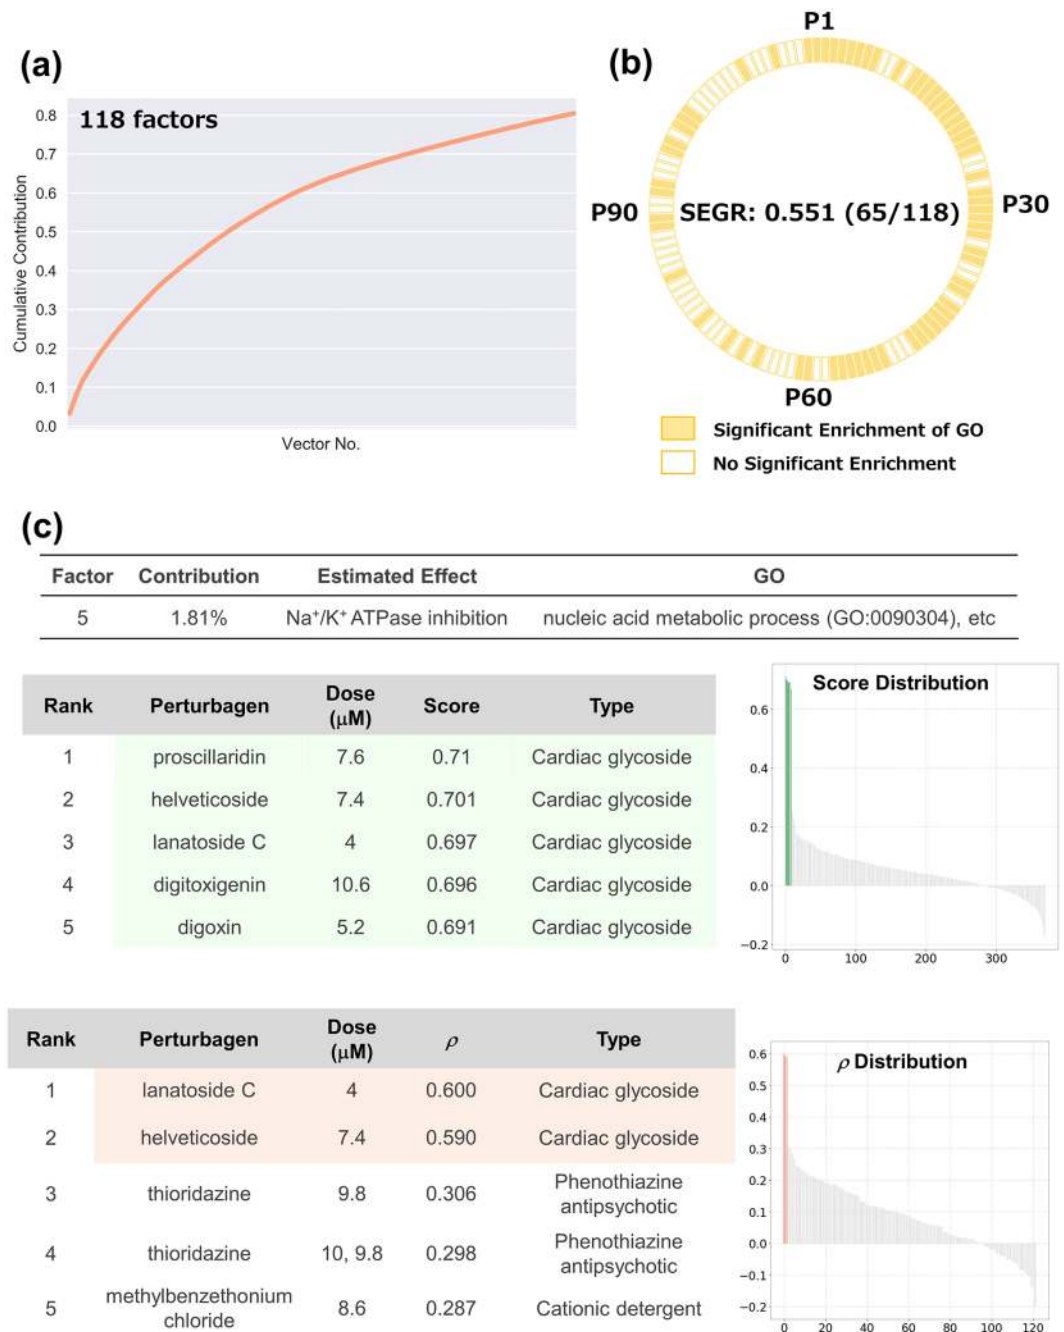 (a)
118 factors
0.8
0.7
0.6
0.5
0.4
0.3
0.2
0.1
0.0
Cumulative Contribution
Vector No.
(b)
P1
P30
P60
P90
SEGR: 0.551 (65/118)
Significant Enrichment of GO
No Significant Enrichment
(c)
Factor Contribution Estimated Effect GO
5 1.81% Na⁺/K⁺ ATPase inhibition nucleic acid metabolic process (GO:0090304), etc
Rank Perturbagen Dose (μM) Score Type
1 proscillaridin 7.6 0.71 Cardiac glycoside
2 helveticoside 7.4 0.701 Cardiac glycoside
3 lanatoside C 4 0.697 Cardiac glycoside
4 digitoxigenin 10.6 0.696 Cardiac glycoside
5 digoxin 5.2 0.691 Cardiac glycoside
Score Distribution
0.6
0.4
0.2
0.0
−0.2
0 100 200 300
Rank Perturbagen Dose (μM) ρ Type
1 lanatoside C 4 0.600 Cardiac glycoside
2 helveticoside 7.4 0.590 Cardiac glycoside
3 thioridazine 9.8 0.306 Phenothiazine antipsychotic
4 thioridazine 10, 9.8 0.298 Phenothiazine antipsychotic
5 methylbenzethonium chloride 8.6 0.287 Cationic detergent
ρ Distribution
0.6
0.5
0.4
0.3
0.2
0.1
0.0
−0.1
−0.2
0 20 40 60 80 100 120